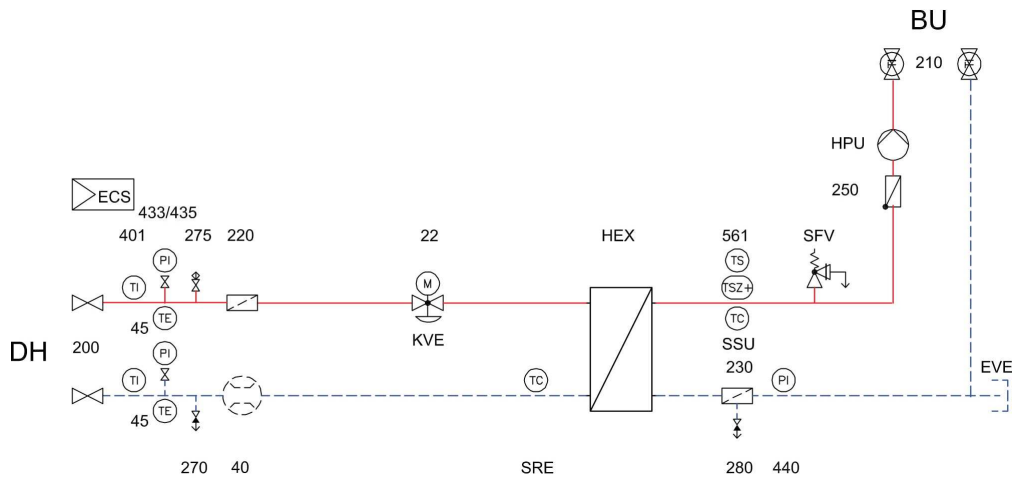 BU
210
HPU
250
ECS
433/435
401 275 220 22 HEX 561 SFV
PI M TS
TI TSZ+
TE TC
45 KVE SSU
DH 200 230
PI EVE
TI TC PI
TE
45
270 40 SRE 280 440